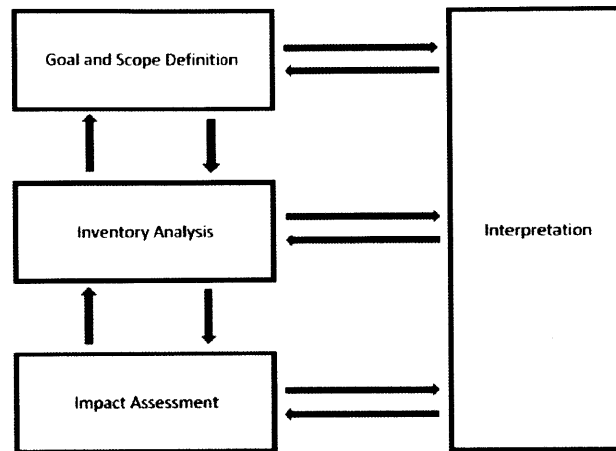 Goal and Scope Definition
Inventory Analysis
Interpretation
Impact Assessment